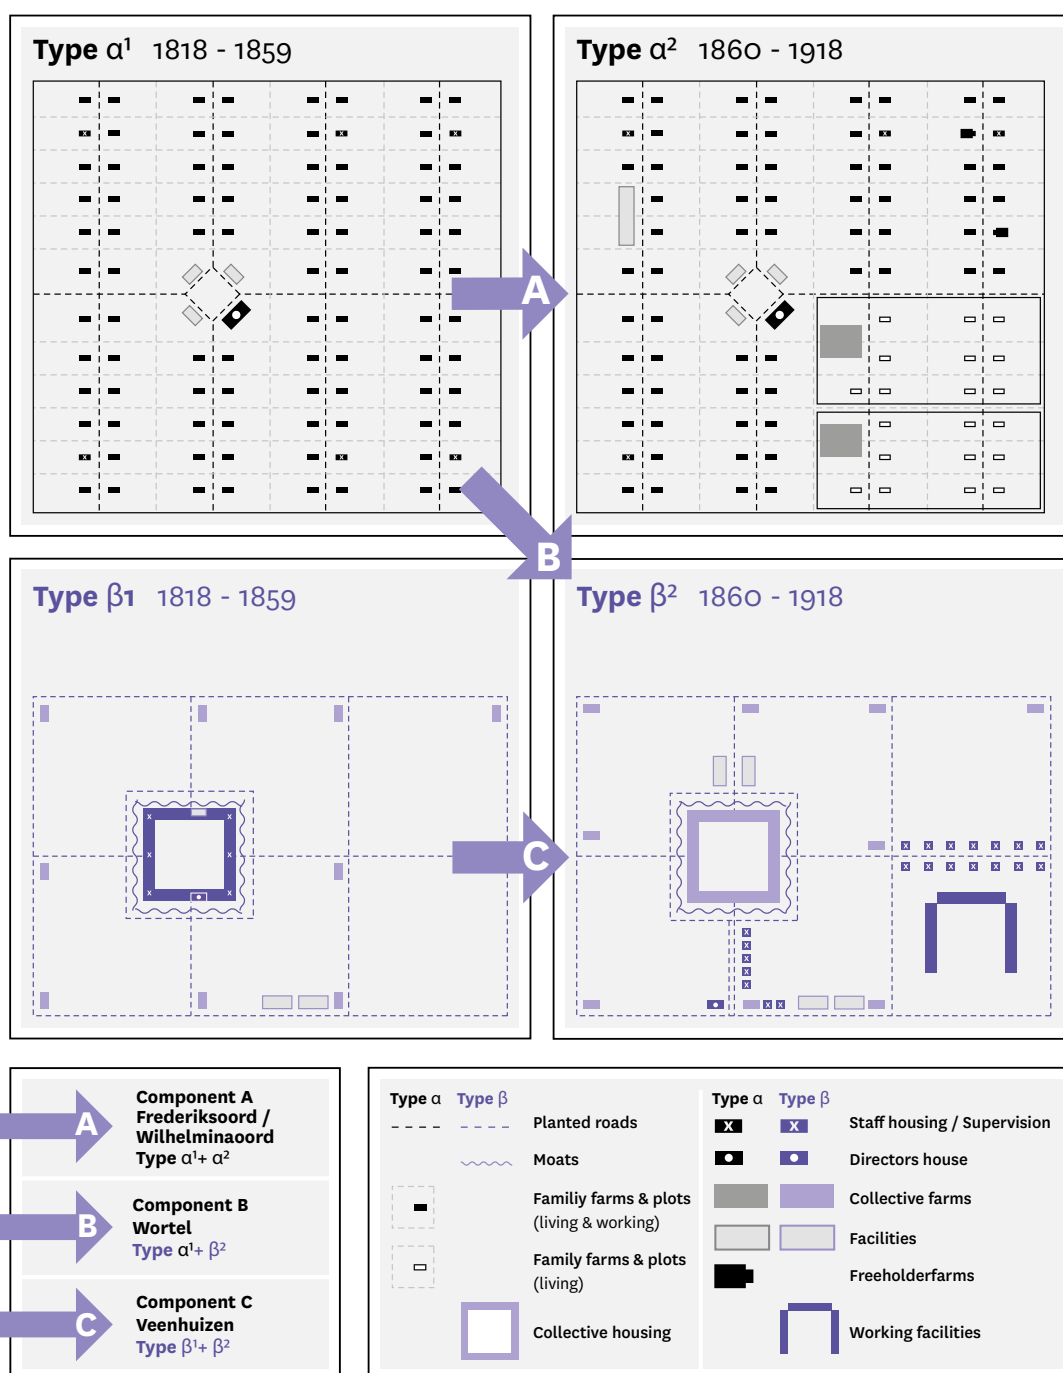 Type α¹ 1818 - 1859
Type α² 1860 - 1918
A
B
Type β1 1818 - 1859
Type β² 1860 - 1918
C
A
Component A
Frederiksoord /
Wilhelminaoord
Type α¹+ α²
B
Component B
Wortel
Type α¹+ β²
C
Component C
Veenhuizen
Type β¹+ β²
Type α Type β
Planted roads
Moats
Familiy farms & plots
(living & working)
Family farms & plots
(living)
Collective housing
Type α Type β
X X Staff housing / Supervision
Directors house
Collective farms
Facilities
Freeholderfarms
Working facilities